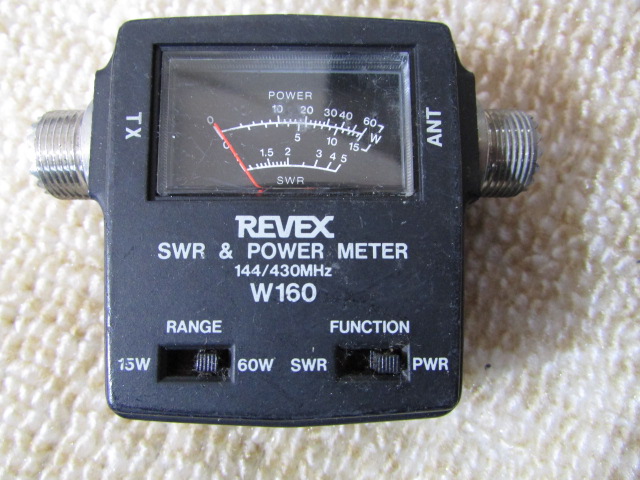 POWER
0 10 20 30 40 60
0 5 10 15 W
1.5 2 3 4 5
SWR
TX
ANT
REVEX
SWR & POWER METER
144/430MHz
W160
RANGE
FUNCTION
15W 60W SWR PWR